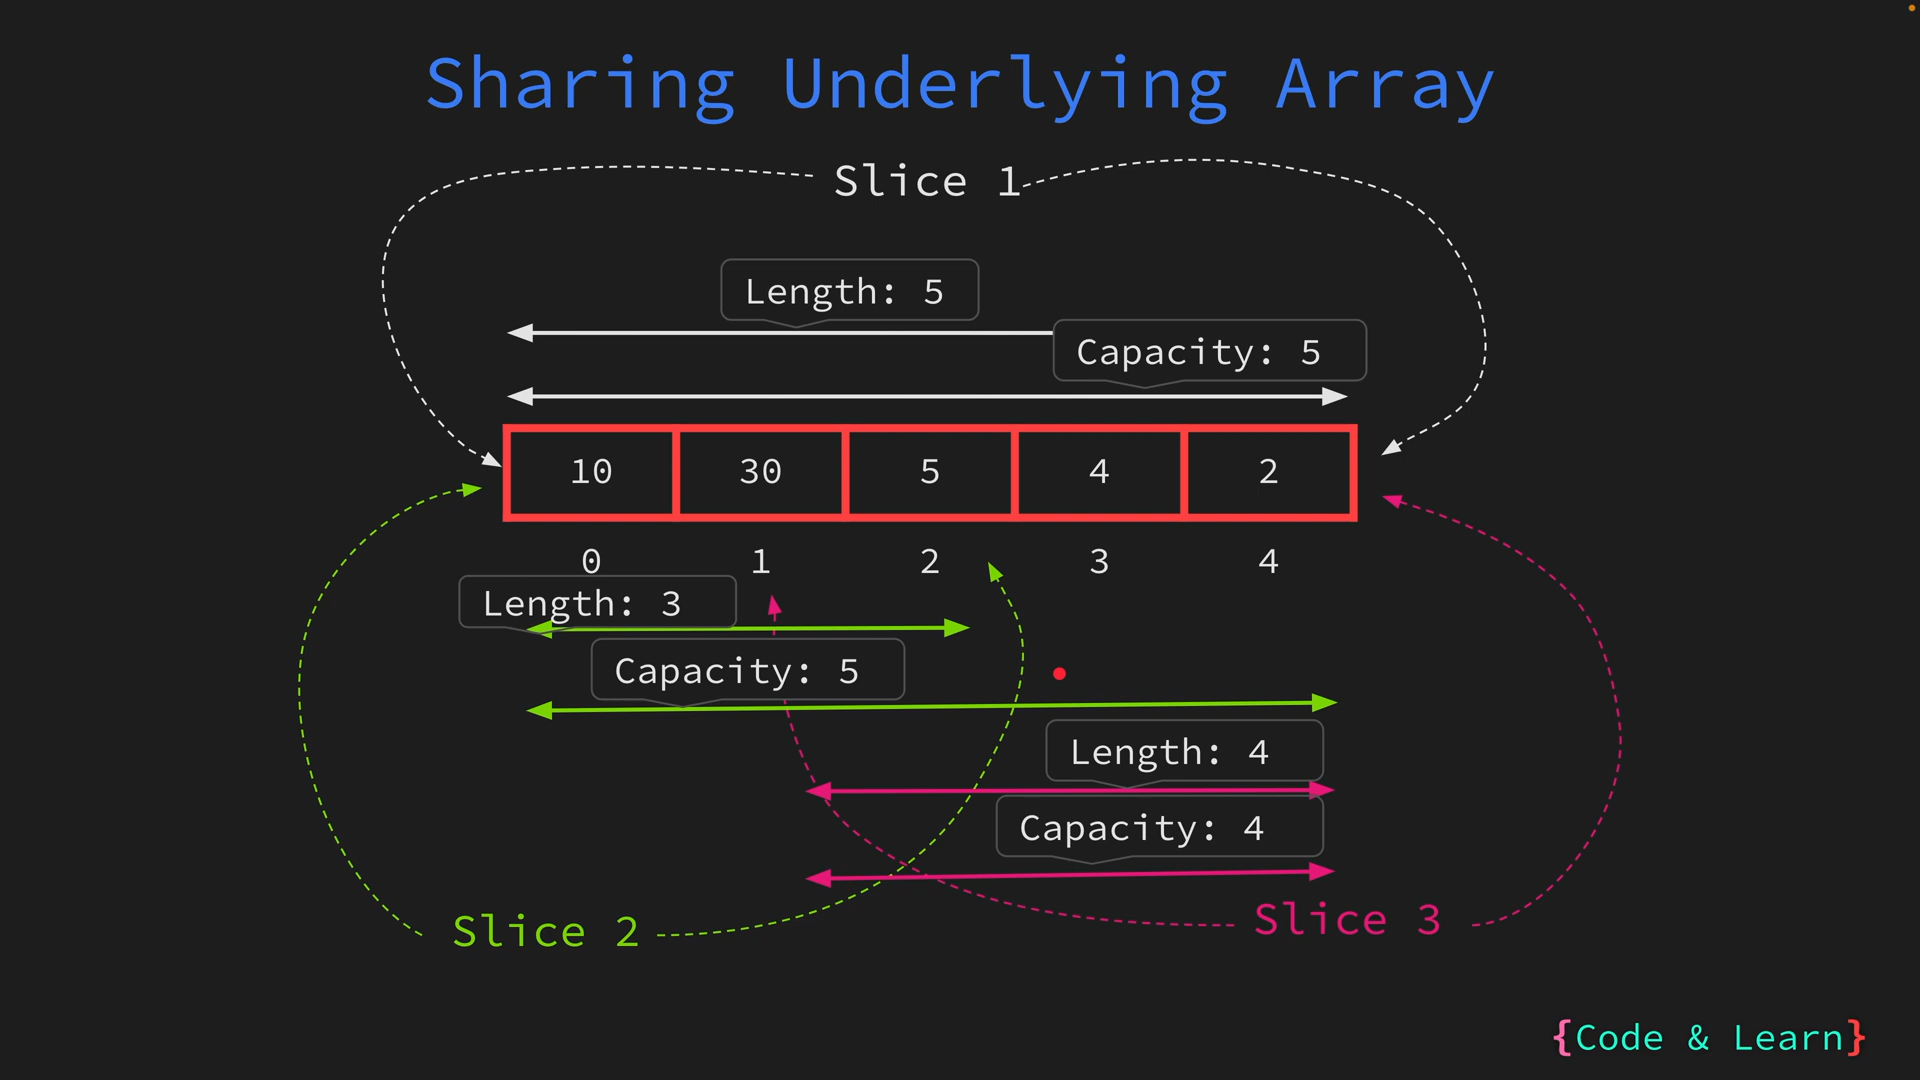 Sharing Underlying Array
Slice 1
Length: 5
Capacity: 5
10 30 5 4 2
0 1 2 3 4
Length: 3
Capacity: 5
Length: 4
Capacity: 4
Slice 2
Slice 3
{Code & Learn}